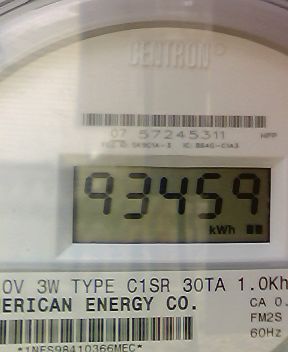 CENTRON
07 57245311
93459
kWh
0V 3W TYPE C1SR 30TA 1.0Kh
ERICAN ENERGY CO.
CA 0.
FM2S
60Hz
*1NES98410366MEC*